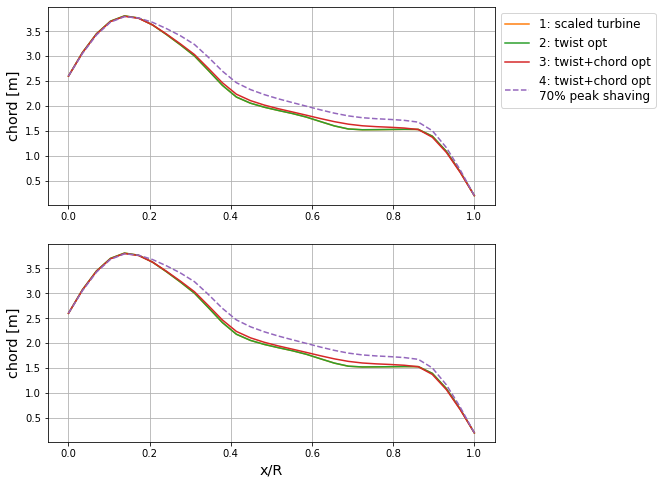 3.5
3.0
2.5
2.0
1.5
1.0
0.5
chord [m]
0.0 0.2 0.4 0.6 0.8 1.0
1: scaled turbine
2: twist opt
3: twist+chord opt
4: twist+chord opt
70% peak shaving
3.5
3.0
2.5
2.0
1.5
1.0
0.5
chord [m]
0.0 0.2 0.4 0.6 0.8 1.0
x/R